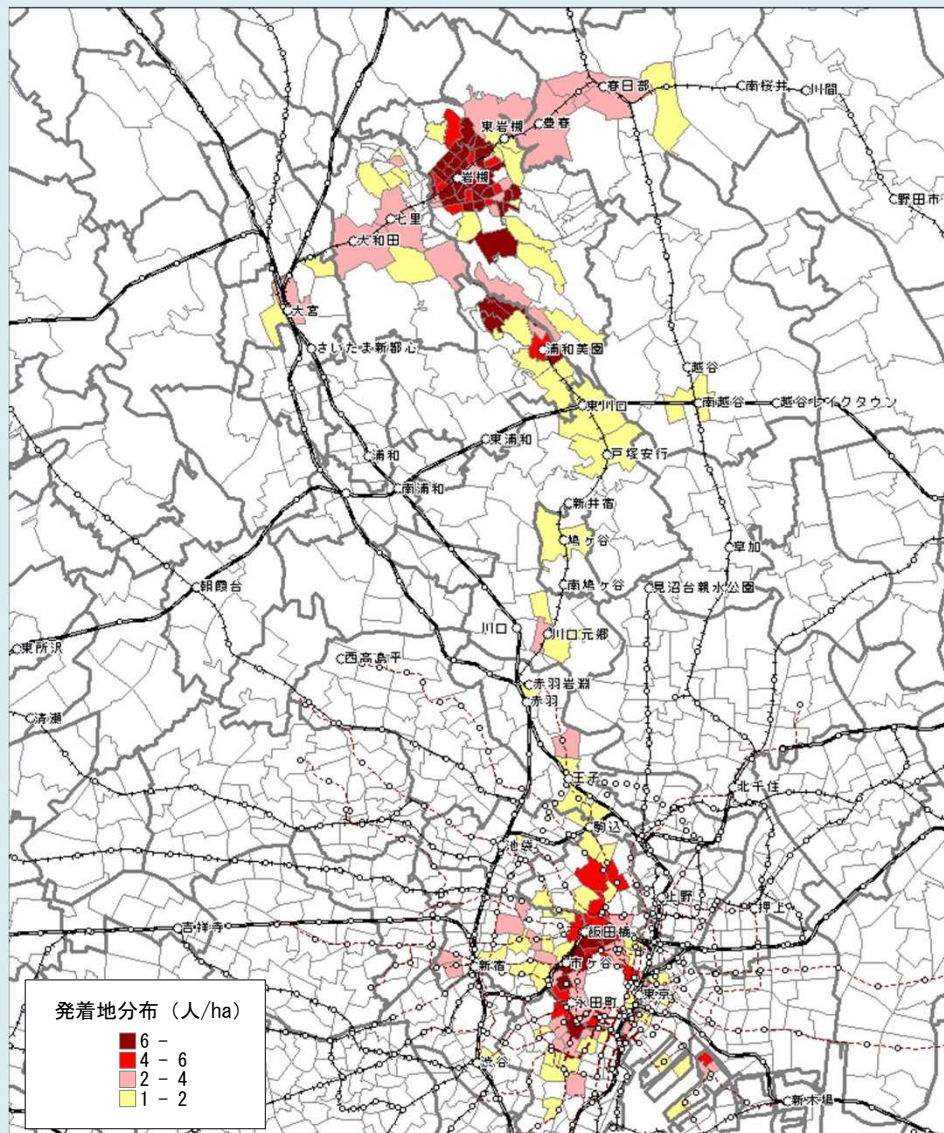 春日部
南桜井
川間
東岩槻
豊春
岩槻
野田市
七里
大和田
大宮
さいたま新都心
浦和美園
越谷
東川口
南越谷
越谷レイクタウン
東浦和
浦和
戸塚安行
南浦和
新井宿
鳩ヶ谷
草加
朝霞台
南鳩ヶ谷
見沼台親水公園
川口
川口元郷
東所沢
西高島平
赤羽岩淵
赤羽
清瀬
王子
北千住
駒込
池袋
上野
押上
吉祥寺
飯田橋
市ヶ谷
新宿
東京
永田町
渋谷
新木場
発着地分布（人/ha）
6 -
4 - 6
2 - 4
1 - 2